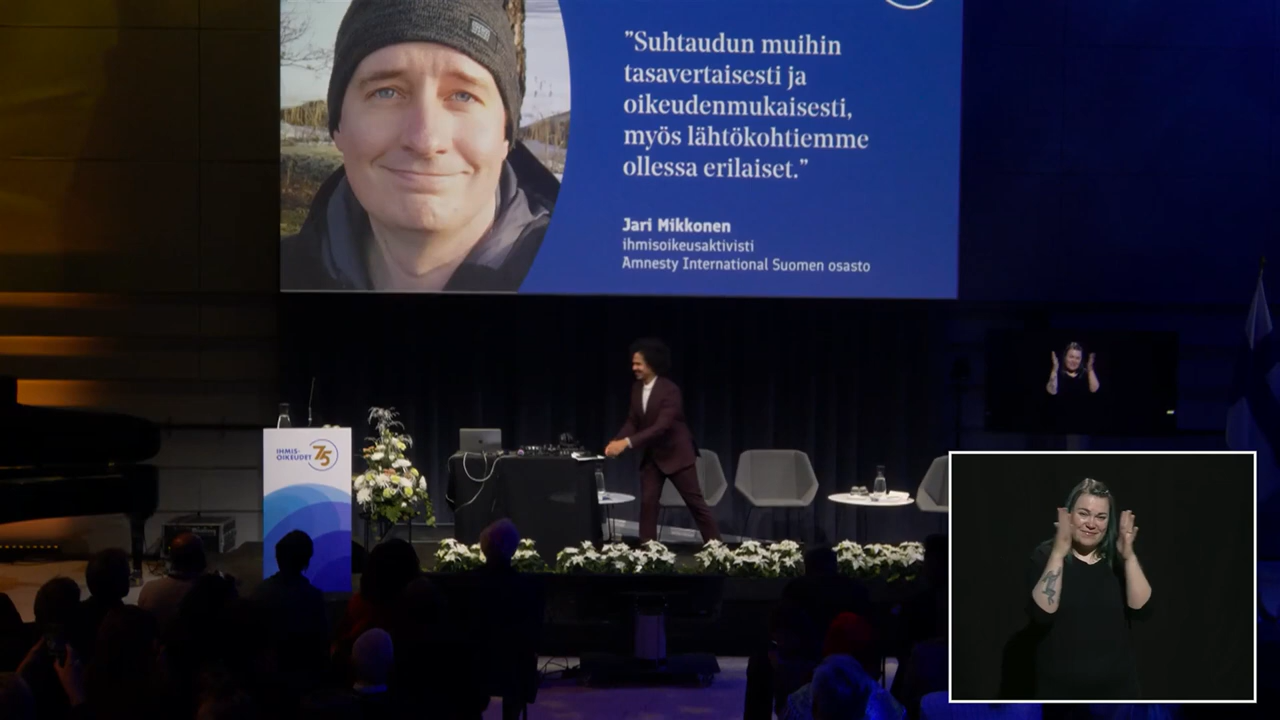 ”Suhtaudun muihin
tasavertaisesti ja
oikeudenmukaisesti,
myös lähtökohtiemme
ollessa erilaiset.”
Jari Mikkonen
ihmisoikeusaktivisti
Amnesty International Suomen osasto
IHMIS-
OIKEUDET 75